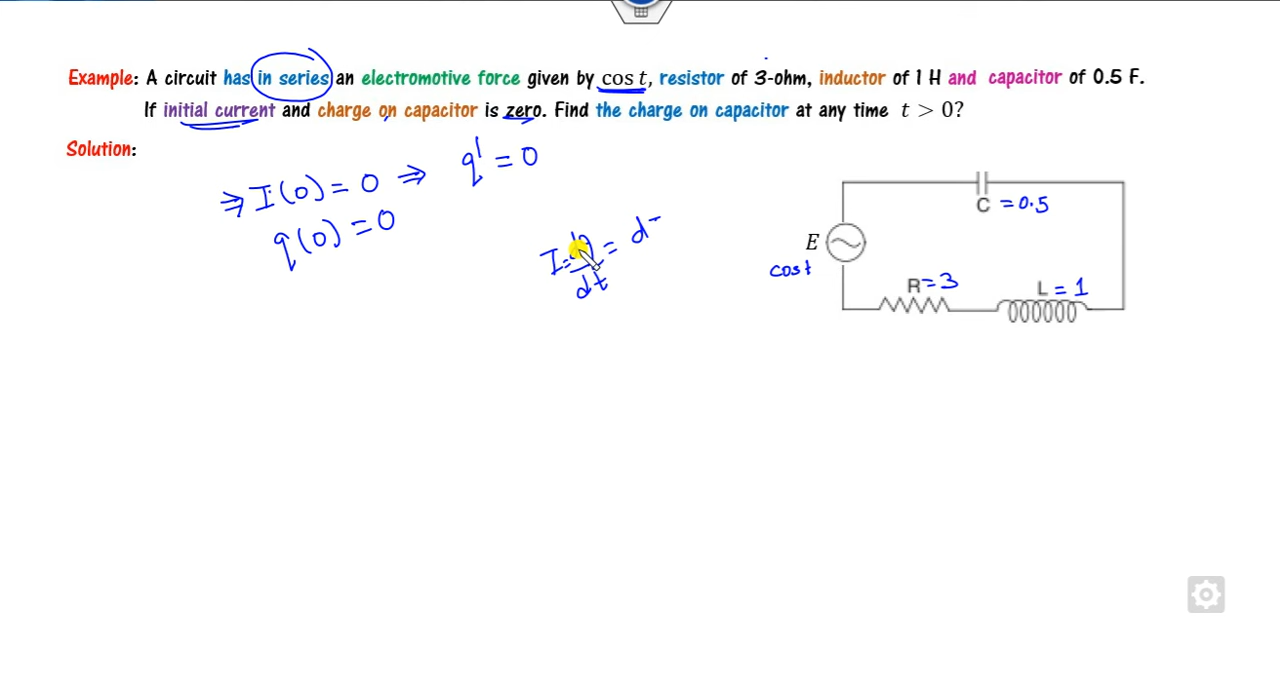 Example: A circuit has in series an electromotive force given by cos t, resistor of 3-ohm, inductor of 1 H and capacitor of 0.5 F.
If initial current and charge on capacitor is zero. Find the charge on capacitor at any time t > 0?
Solution:
⇒ I(0) = 0 ⇒ q' = 0
q(0) = 0
I = dq/dt = d
C = 0.5
E
cos t
R = 3
L = 1